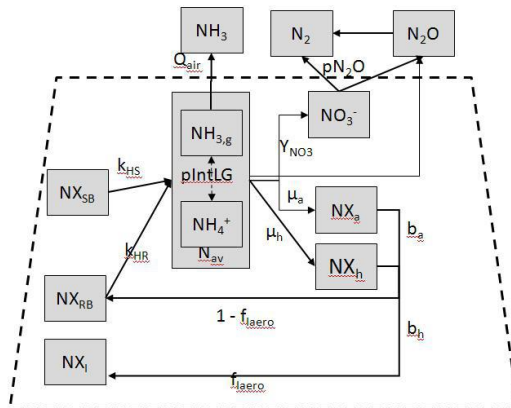 NH₃
N₂
N₂O
Qair
pN₂O
NH₃,g
NO₃⁻
kHS
pIntLG
YNO3
NXSB
μa
NXa
NH₄⁺
μh
ba
kHR
Nav
NXh
NXRB
1 - flaero
bh
NXI
flaero